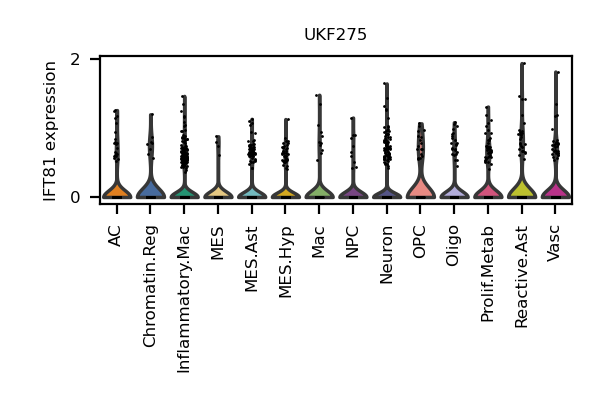 UKF275
IFT81 expression
2
0
AC
Chromatin.Reg
Inflammatory.Mac
MES
MES.Ast
MES.Hyp
Mac
NPC
Neuron
OPC
Oligo
Prolif.Metab
Reactive.Ast
Vasc